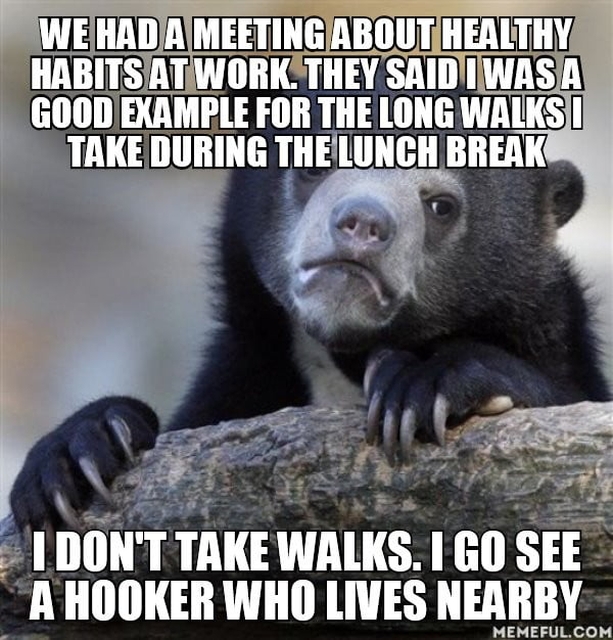 WE HAD A MEETING ABOUT HEALTHY
HABITS AT WORK. THEY SAID I WAS A
GOOD EXAMPLE FOR THE LONG WALKS I
TAKE DURING THE LUNCH BREAK
I DON'T TAKE WALKS. I GO SEE
A HOOKER WHO LIVES NEARBY
MEMEFUL.COM